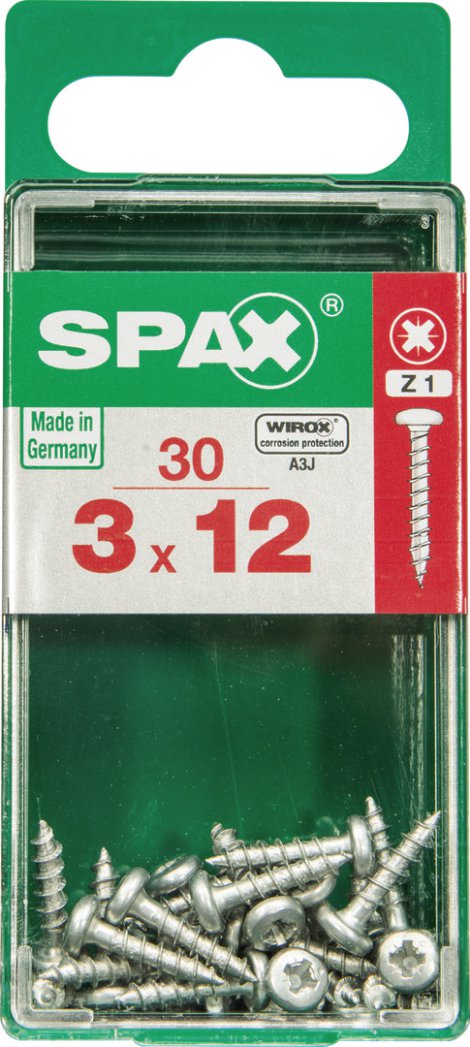 SPAX®
Z 1
Made in
Germany
WIROX®
corrosion protection
A3J
30
3 x 12